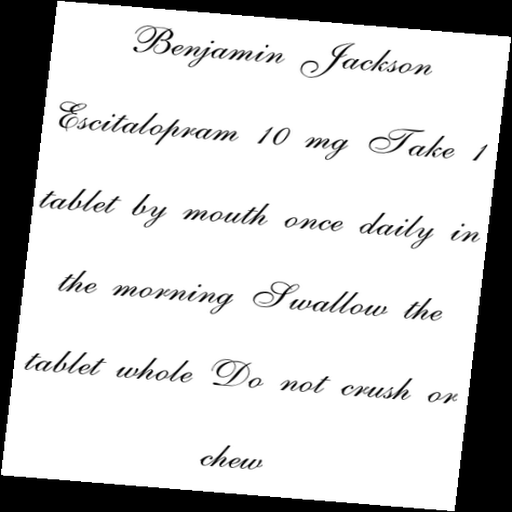 Benjamin Jackson
Escitalopram 10 mg Take 1
tablet by mouth once daily in
the morning Swallow the
tablet whole Do not crush or
chew